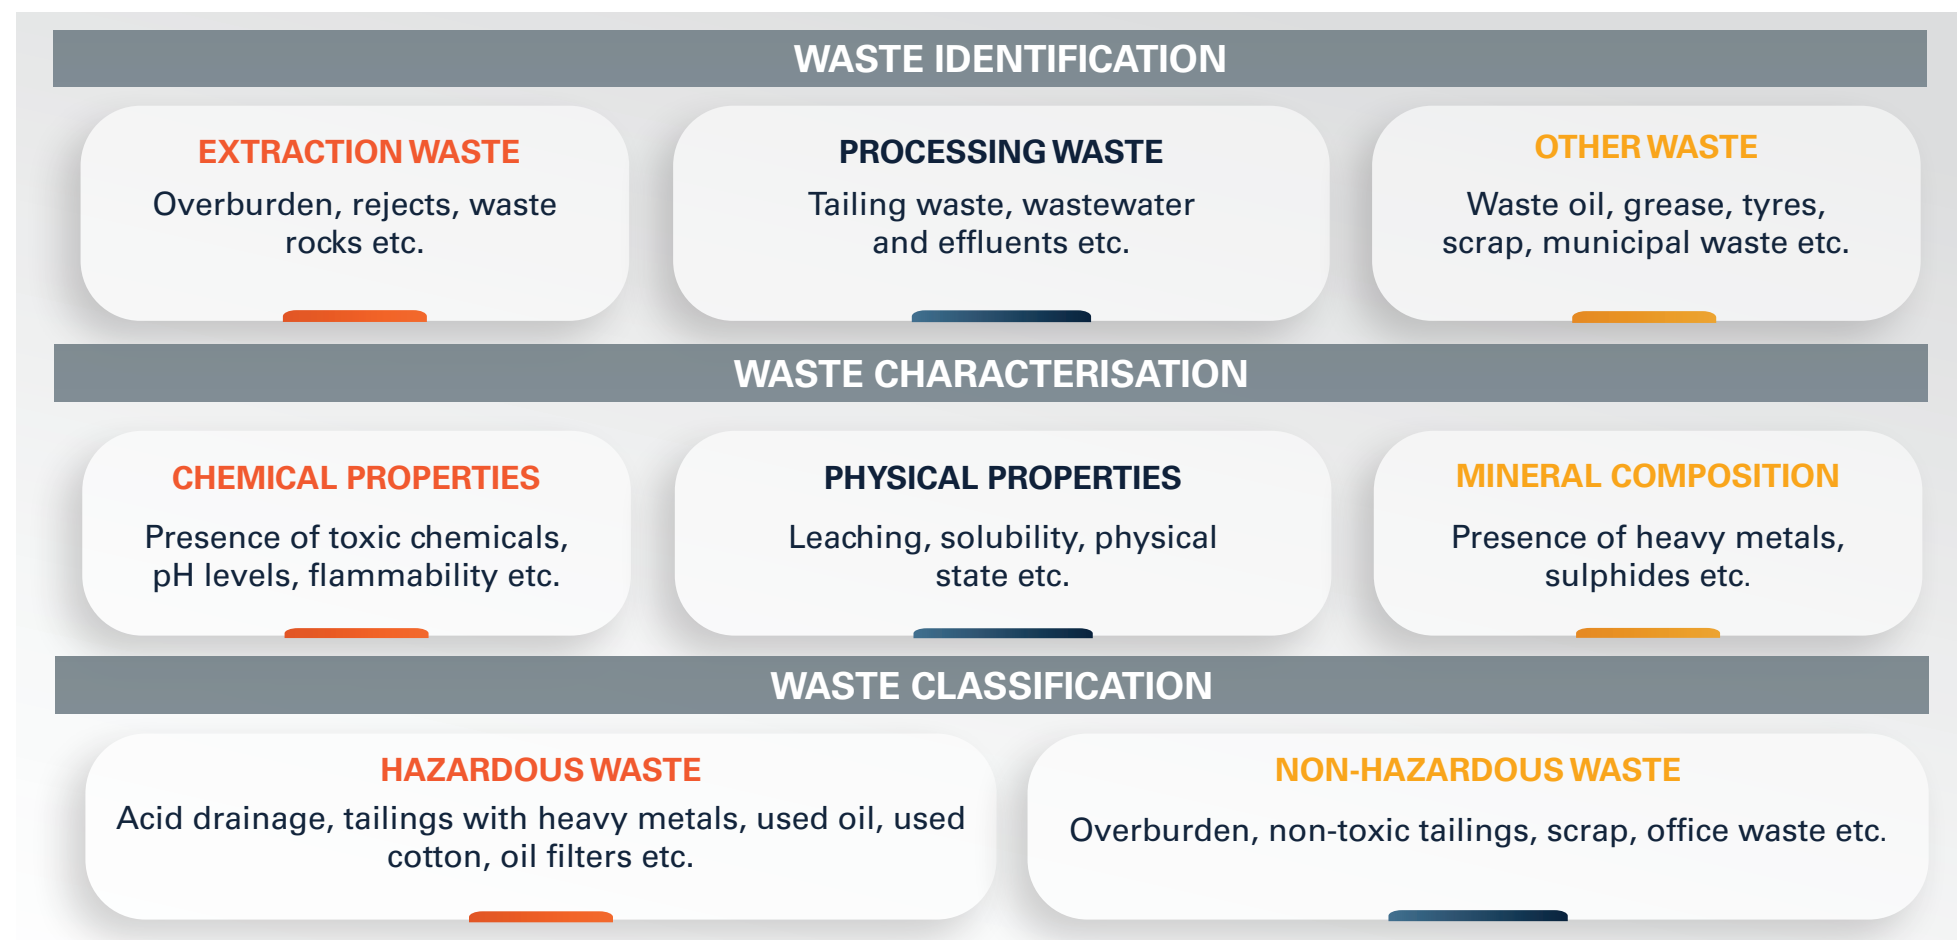 WASTE IDENTIFICATION
EXTRACTION WASTE
Overburden, rejects, waste
rocks etc.
PROCESSING WASTE
Tailing waste, wastewater
and effluents etc.
OTHER WASTE
Waste oil, grease, tyres,
scrap, municipal waste etc.
WASTE CHARACTERISATION
CHEMICAL PROPERTIES
Presence of toxic chemicals,
pH levels, flammability etc.
PHYSICAL PROPERTIES
Leaching, solubility, physical
state etc.
MINERAL COMPOSITION
Presence of heavy metals,
sulphides etc.
WASTE CLASSIFICATION
HAZARDOUS WASTE
Acid drainage, tailings with heavy metals, used oil, used
cotton, oil filters etc.
NON-HAZARDOUS WASTE
Overburden, non-toxic tailings, scrap, office waste etc.